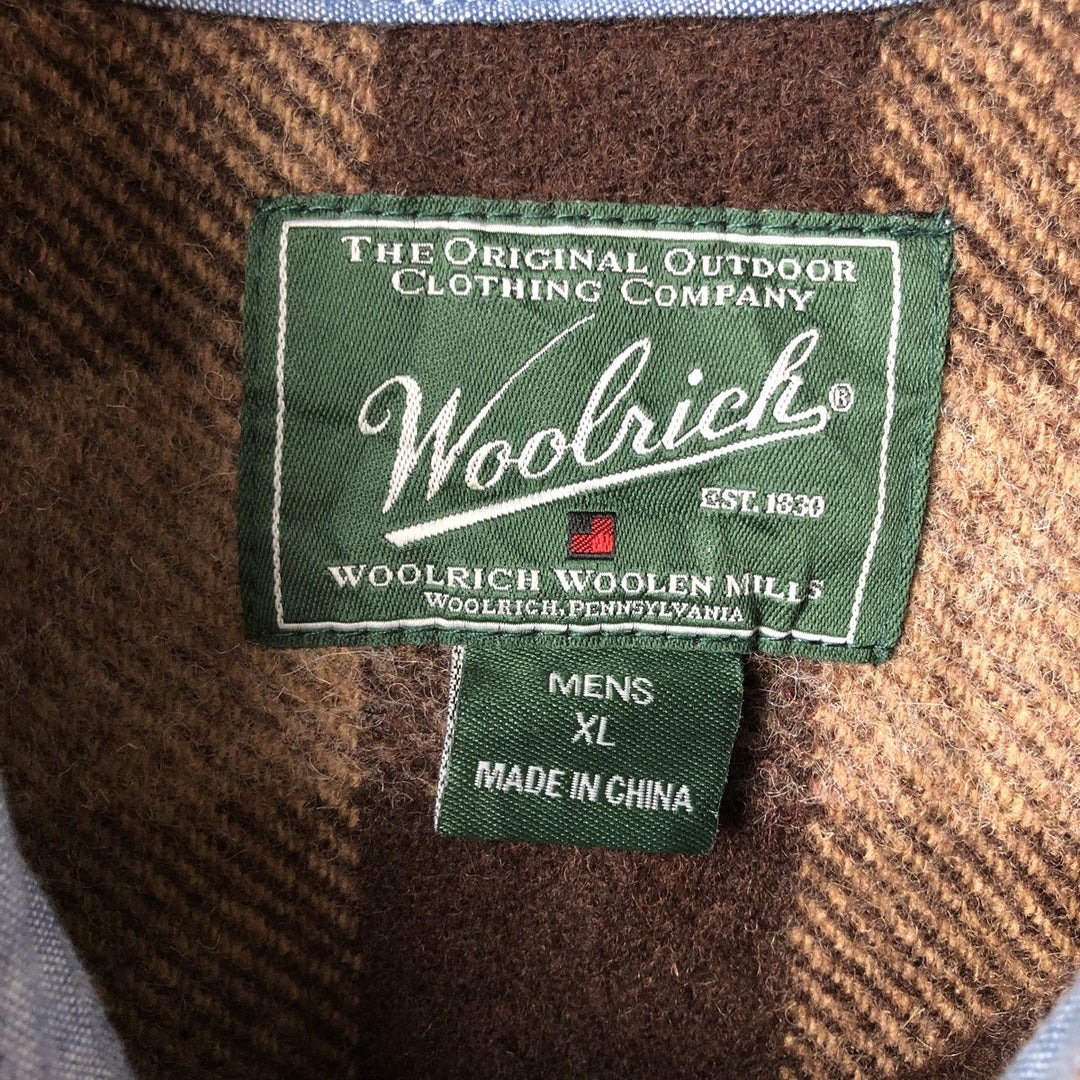 THE ORIGINAL OUTDOOR
CLOTHING COMPANY
Woolrich®
EST. 1830
WOOLRICH WOOLEN MILLS
WOOLRICH, PENNSYLVANIA
MENS
XL
MADE IN CHINA